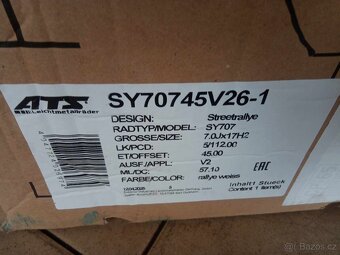 ATS
Leichtmetallräder
SY70745V26-1
DESIGN: Streetrallye
RADTYP/MODEL: SY707
GRÖSSE/SIZE: 7.0Jx17H2
LK/PCD: 5/112.00
ET/OFFSET: 45.00
AUSF./APPL: V2
ML/DC: 57.10
FARBE/COLOR: rallye weiss
EAC
Inhalt1 Stueck
Content 1 item(s)
bazos.cz